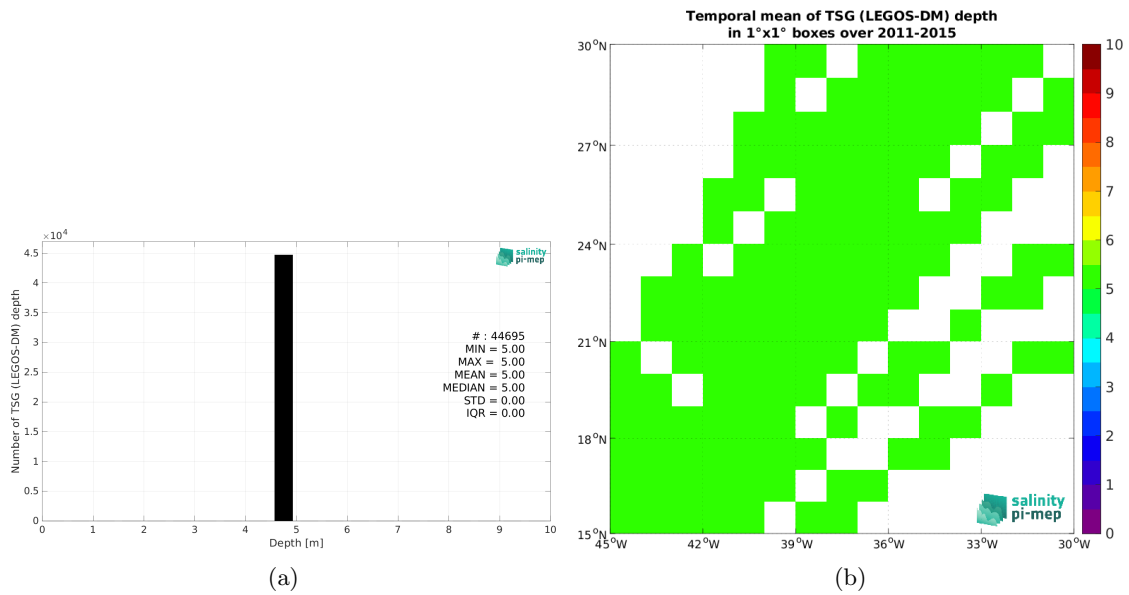 ×10⁴
4.5
4
3.5
3
2.5
2
1.5
1
0.5
0
Number of TSG (LEGOS-DM) depth
salinity
pi-mep
# : 44695
MIN = 5.00
MAX = 5.00
MEAN = 5.00
MEDIAN = 5.00
STD = 0.00
IQR = 0.00
0 1 2 3 4 5 6 7 8 9 10
Depth [m]
(a)
Temporal mean of TSG (LEGOS-DM) depth
in 1°x1° boxes over 2011-2015
30°N
27°N
24°N
21°N
18°N
15°N
45°W 42°W 39°W 36°W 33°W 30°W
salinity
pi-mep
10
9
8
7
6
5
4
3
2
1
0
(b)